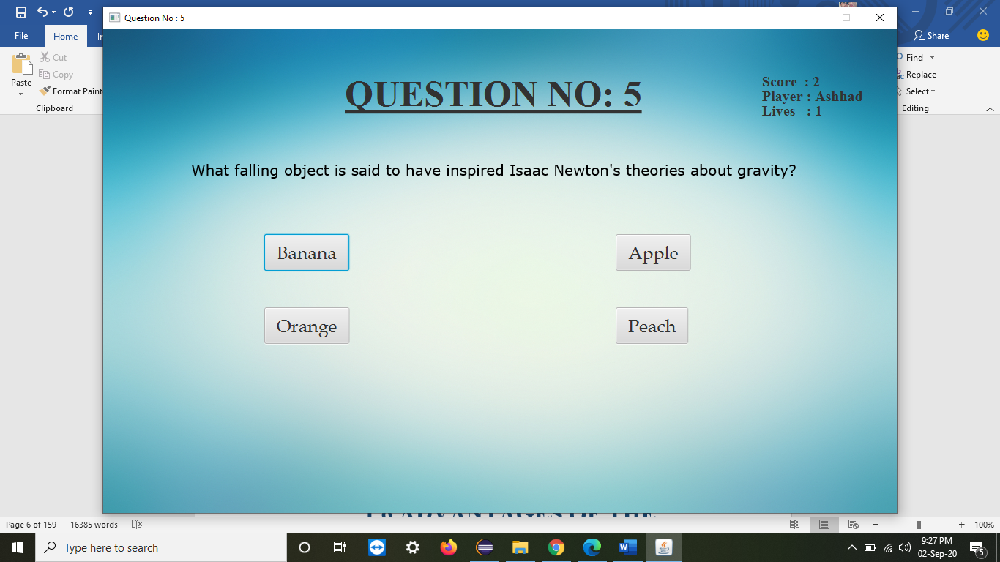 Question No : 5
File
Home
Share
Paste
Cut
Copy
Format Paint
Clipboard
Find
Replace
Select
Editing
QUESTION NO: 5
Score : 2
Player : Ashhad
Lives : 1
What falling object is said to have inspired Isaac Newton's theories about gravity?
Banana
Apple
Orange
Peach
Page 6 of 159
16385 words
100%
Type here to search
9:27 PM
02-Sep-20
5